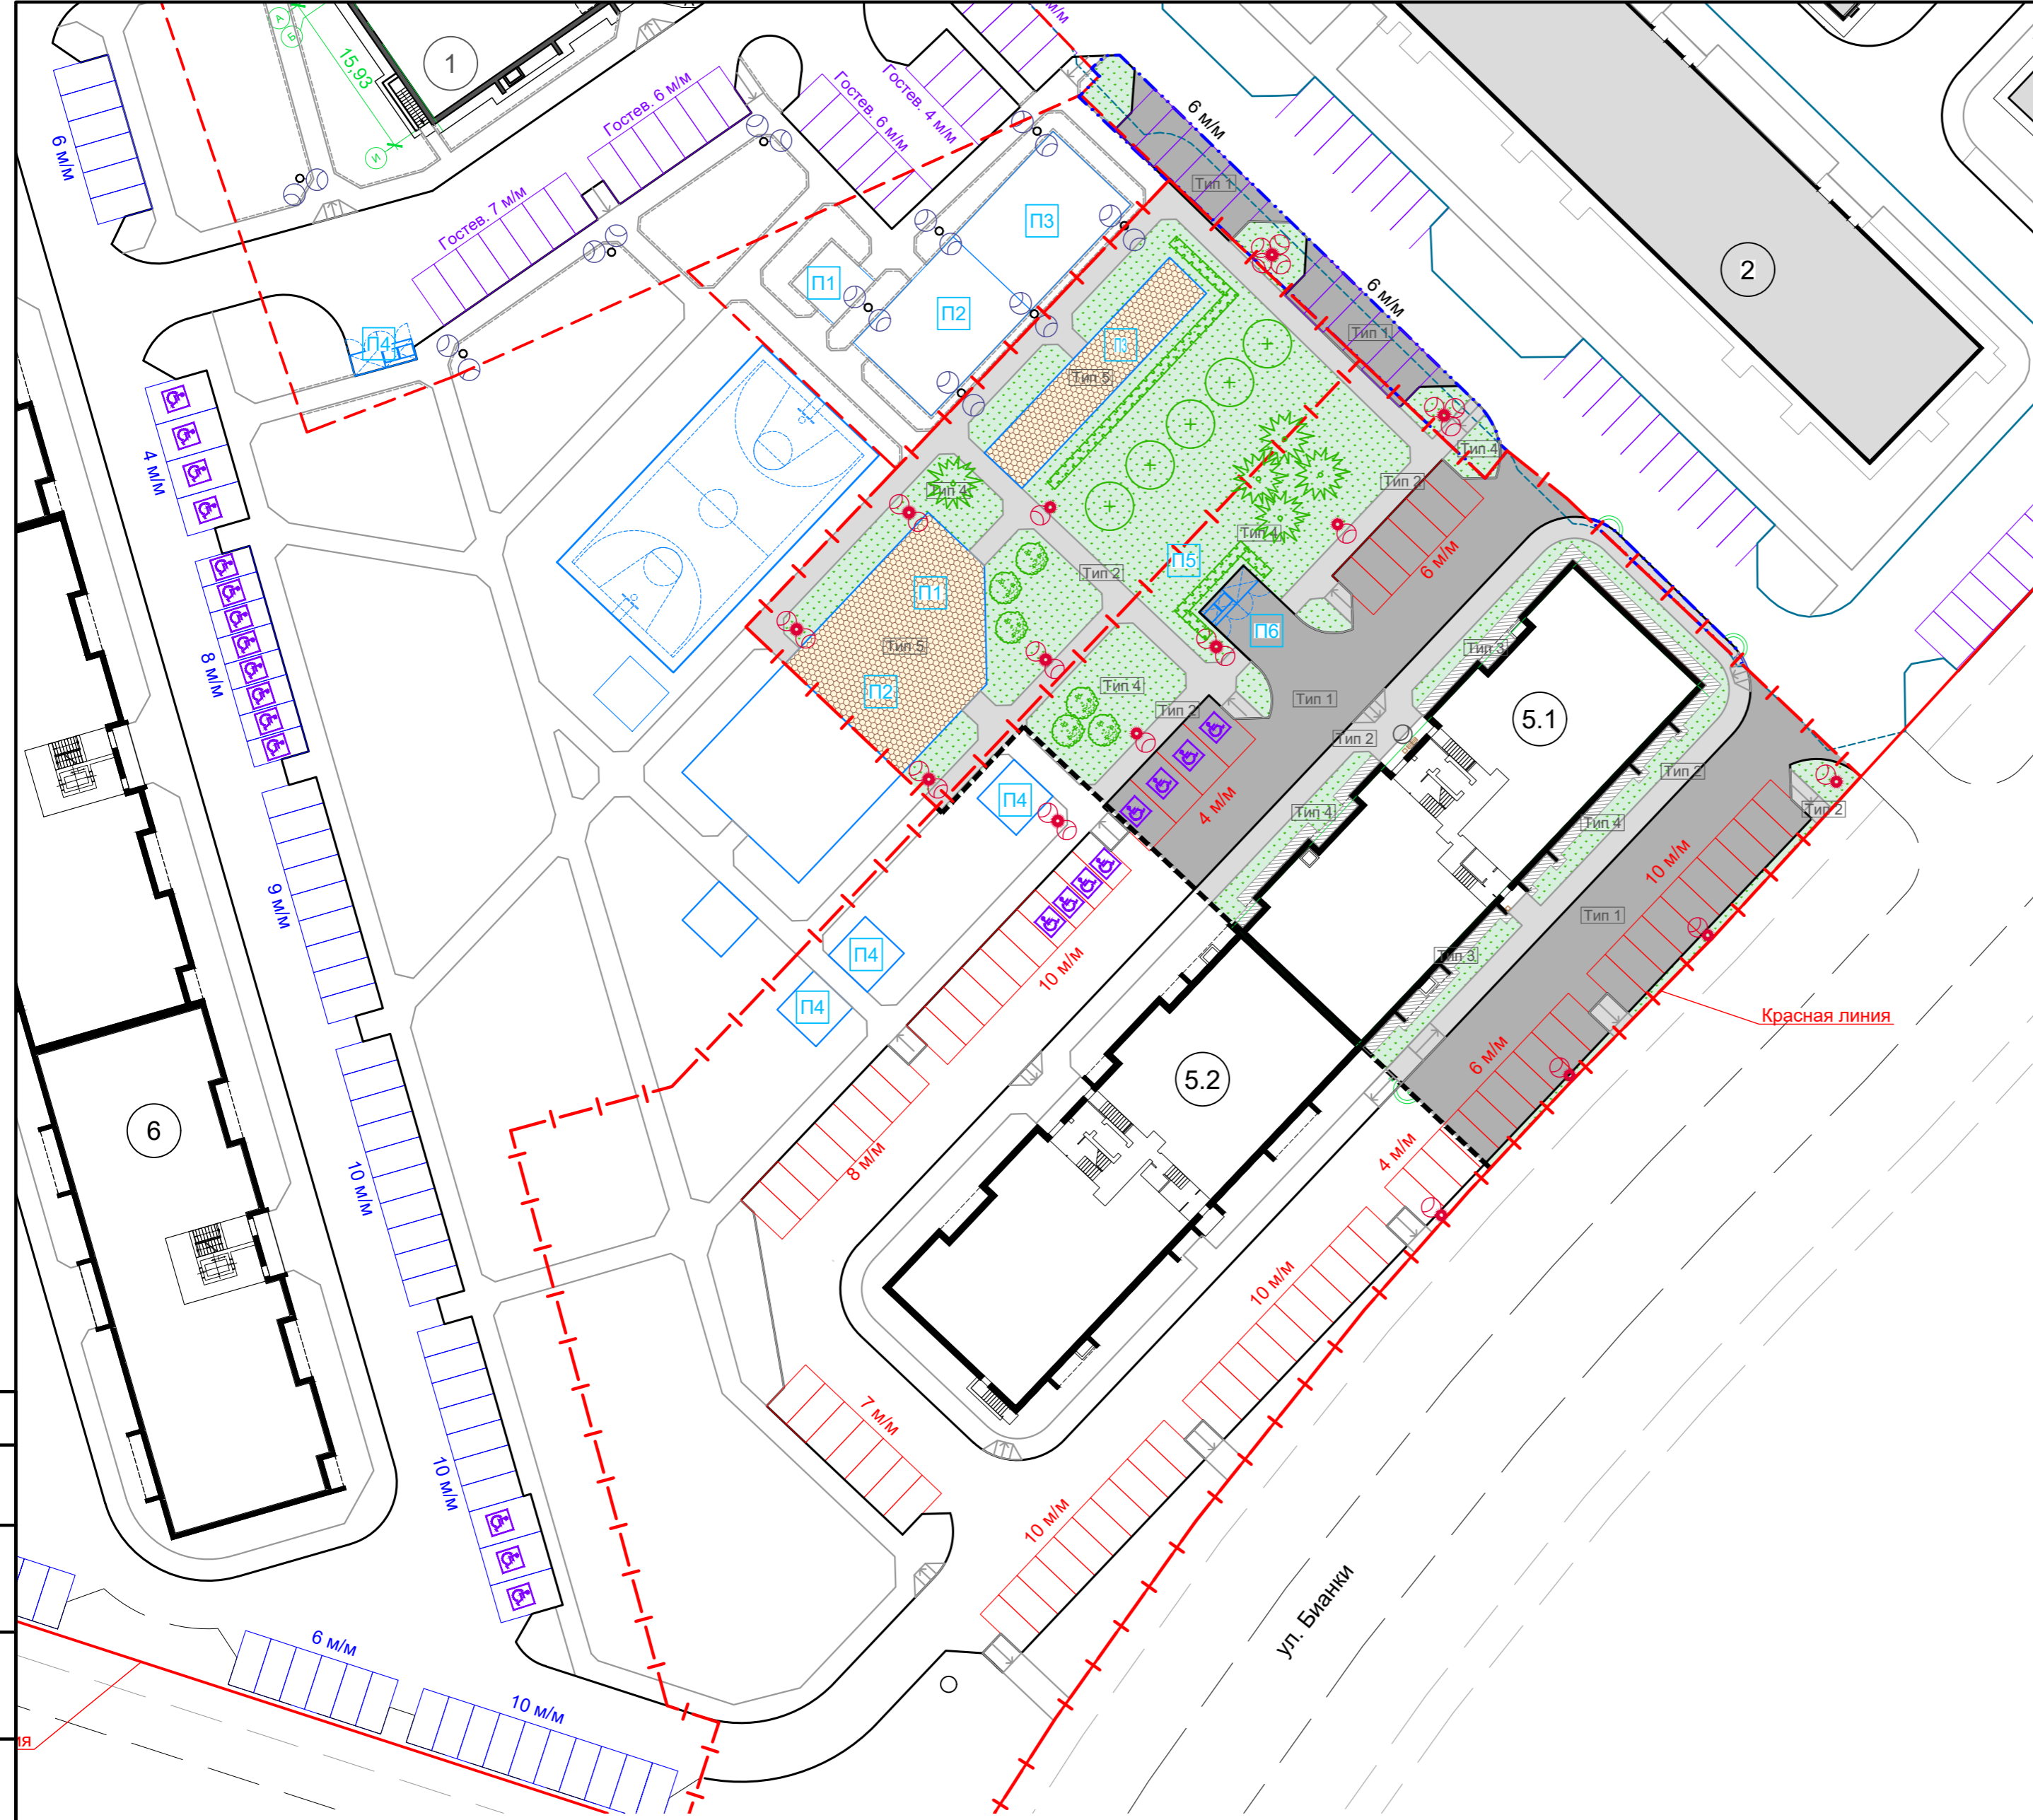 А
Б
15,93
И
1
6 м/м
Гостев. 7 м/м
Гостев. 6 м/м
Гостев. 6 м/м
Гостев. 4 м/м
м/м
6 м/м
Тип 1
6 м/м
Тип 1
2
П3
П1
П2
П4
П3
Тип 5
Тип 4
Тип 4
Тип 2
6 м/м
Тип 4
П5
Тип 2
П1
Тип 5
П2
П6
Тип 4
Тип 2
Тип 1
Тип 3
5.1
Тип 2
Тип 2
Тип 4
Тип 4
Тип 2
4 м/м
4 м/м
8 м/м
9 м/м
10 м/м
10 м/м
П4
П4
П4
10 м/м
8 м/м
7 м/м
10 м/м
Тип 1
Тип 3
6 м/м
Красная линия
5.2
4 м/м
10 м/м
10 м/м
6
6 м/м
10 м/м
ул. Бианки
ия